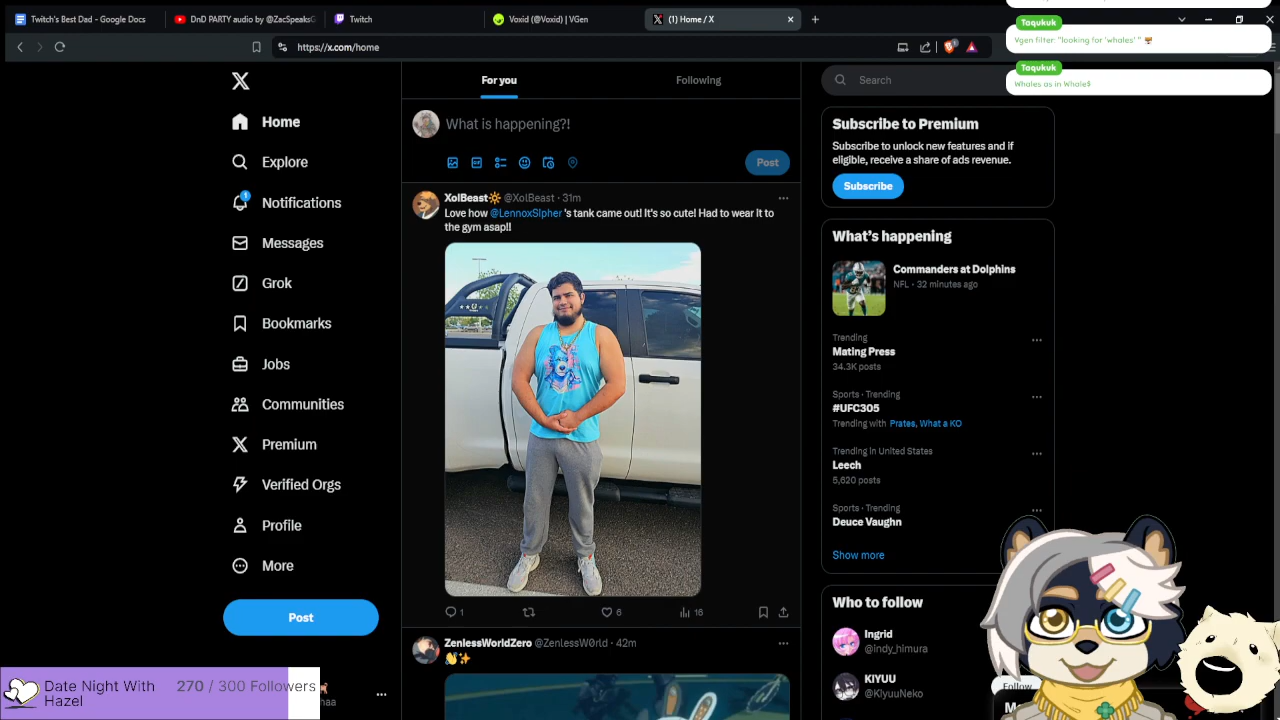 Twitch's Best Dad - Google Docs
DnD PARTY audio by @ZacSpeaksG
Twitch
Voxid (@Voxid) | VGen
(1) Home / X
https://x.com/home
Taqukuk
Vgen filter: "looking for 'whales' "
Taqukuk
Whales as in Whale$
Home
Explore
1
Notifications
Messages
Grok
Bookmarks
Jobs
Communities
Premium
Verified Orgs
Profile
More
Post
For you
Following
What is happening?!
Post
XolBeast @XolBeast · 31m
Love how @LennoxSlpher 's tank came out! It's so cute! Had to wear it to
the gym asap!!
1
6
16
ZenlessWorldZero @ZenlessW0rld · 42m
Search
Subscribe to Premium
Subscribe to unlock new features and if
eligible, receive a share of ads revenue.
Subscribe
What's happening
Commanders at Dolphins
NFL · 32 minutes ago
Trending
Mating Press
34.3K posts
Sports · Trending
#UFC305
Trending with Prates, What a KO
Trending in United States
Leech
5,620 posts
Sports · Trending
Deuce Vaughn
Show more
Who to follow
Ingrid
@indy_himura
KIYUU
@KIyuuNeko
Follow
Date Night With
270 / 300 Followers